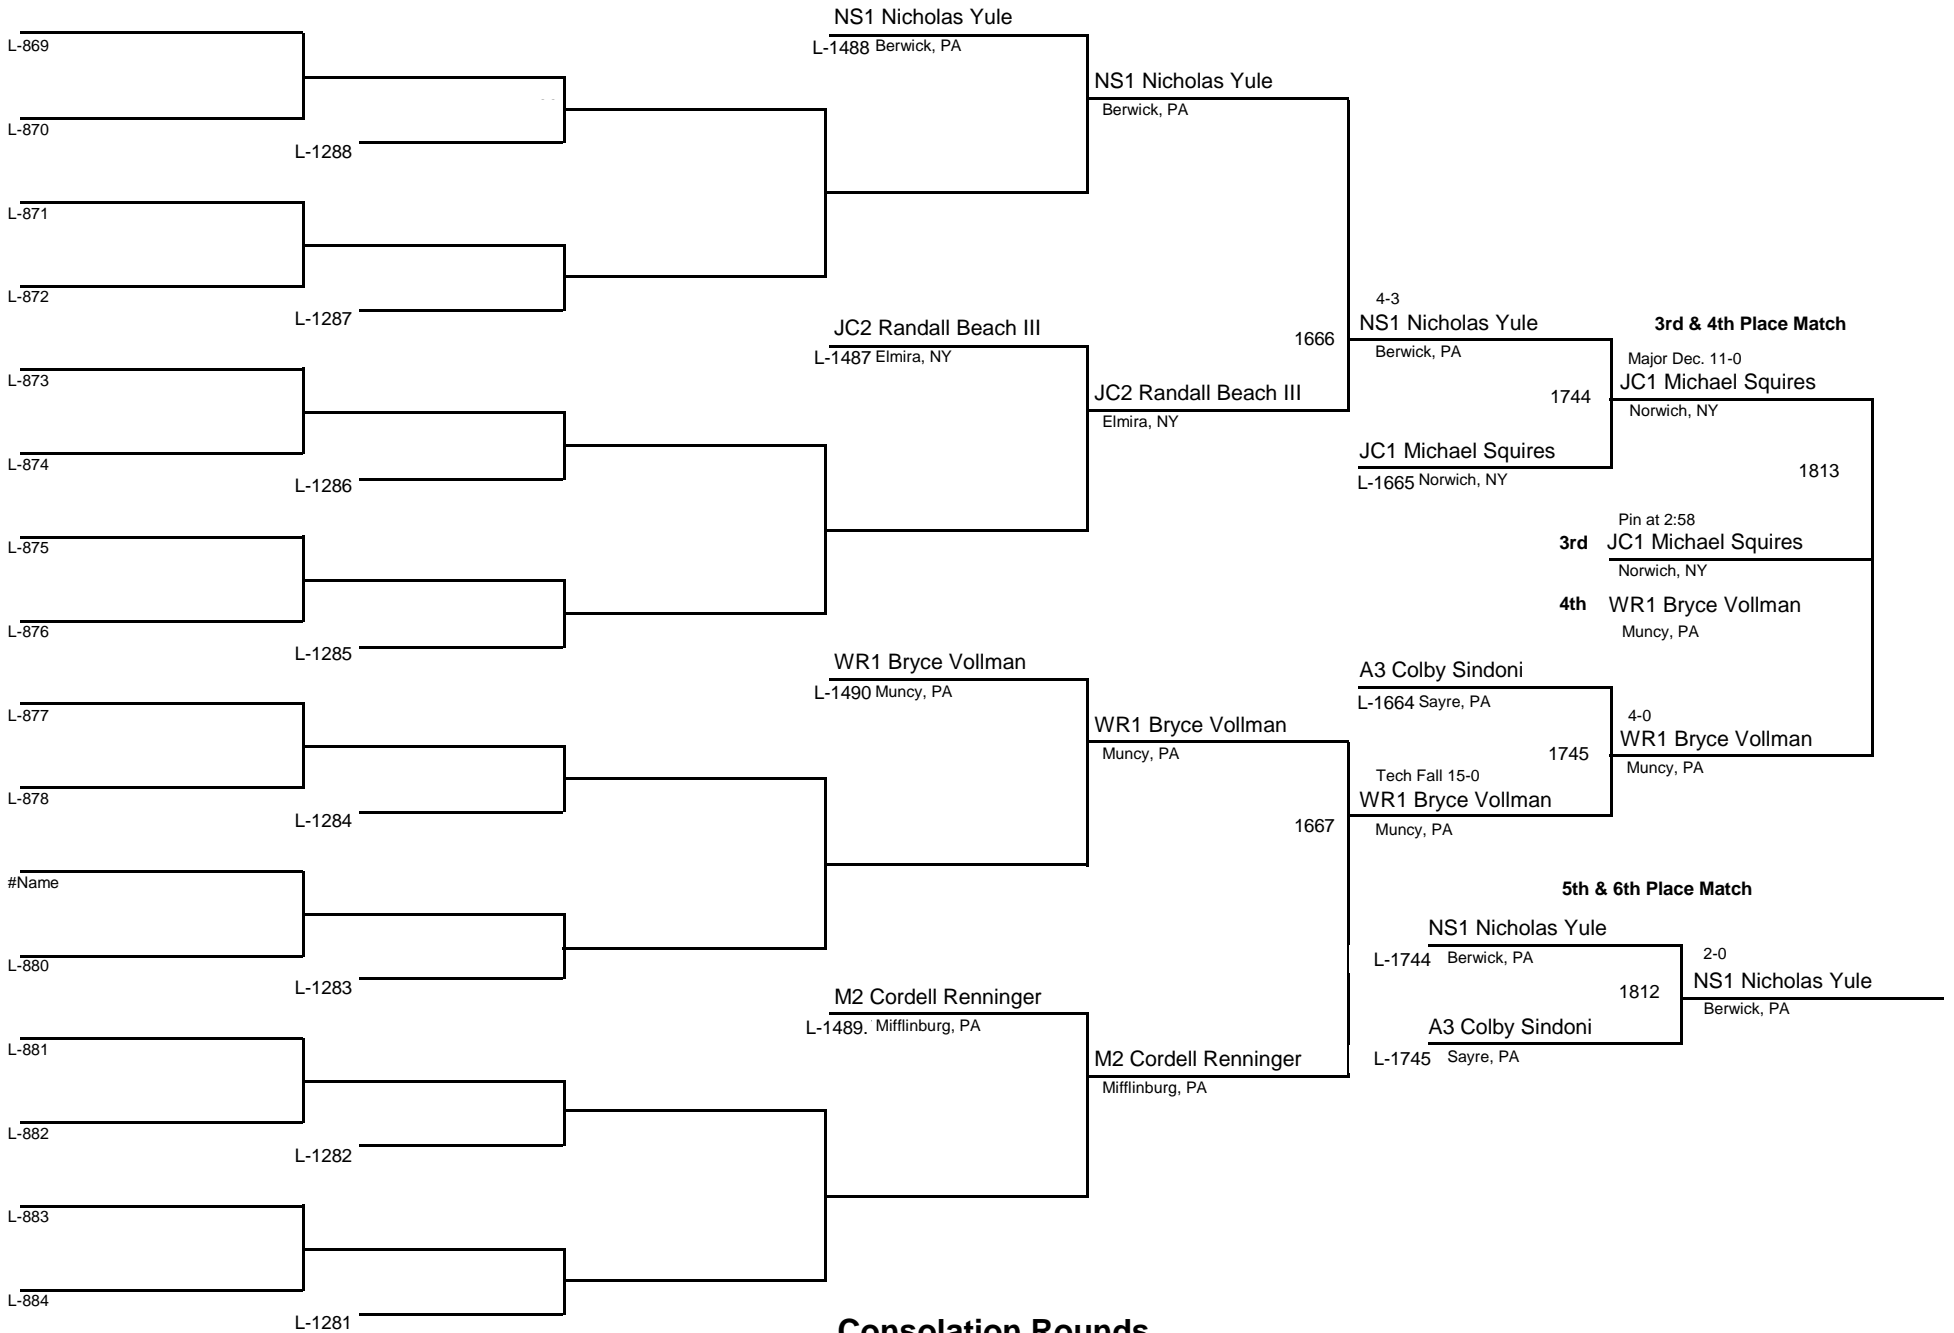 L-869
L-870
L-1288
L-871
L-872
L-1287
L-873
L-874
L-1286
L-875
L-876
L-1285
L-877
L-878
L-1284
#Name
L-880
L-1283
L-881
L-882
L-1282
L-883
L-884
L-1281
NS1 Nicholas Yule
L-1488 Berwick, PA
JC2 Randall Beach III
L-1487 Elmira, NY
WR1 Bryce Vollman
L-1490 Muncy, PA
M2 Cordell Renninger
L-1489. Mifflinburg, PA
NS1 Nicholas Yule
Berwick, PA
JC2 Randall Beach III
Elmira, NY
WR1 Bryce Vollman
Muncy, PA
M2 Cordell Renninger
Mifflinburg, PA
1666
1667
4-3
NS1 Nicholas Yule
Berwick, PA
JC1 Michael Squires
L-1665 Norwich, NY
1744
A3 Colby Sindoni
L-1664 Sayre, PA
1745
Tech Fall 15-0
WR1 Bryce Vollman
Muncy, PA
3rd & 4th Place Match
Major Dec. 11-0
JC1 Michael Squires
Norwich, NY
1813
Pin at 2:58
3rd JC1 Michael Squires
Norwich, NY
4th WR1 Bryce Vollman
Muncy, PA
4-0
WR1 Bryce Vollman
Muncy, PA
5th & 6th Place Match
NS1 Nicholas Yule
L-1744 Berwick, PA
1812
A3 Colby Sindoni
L-1745 Sayre, PA
2-0
NS1 Nicholas Yule
Berwick, PA
Consolation Rounds